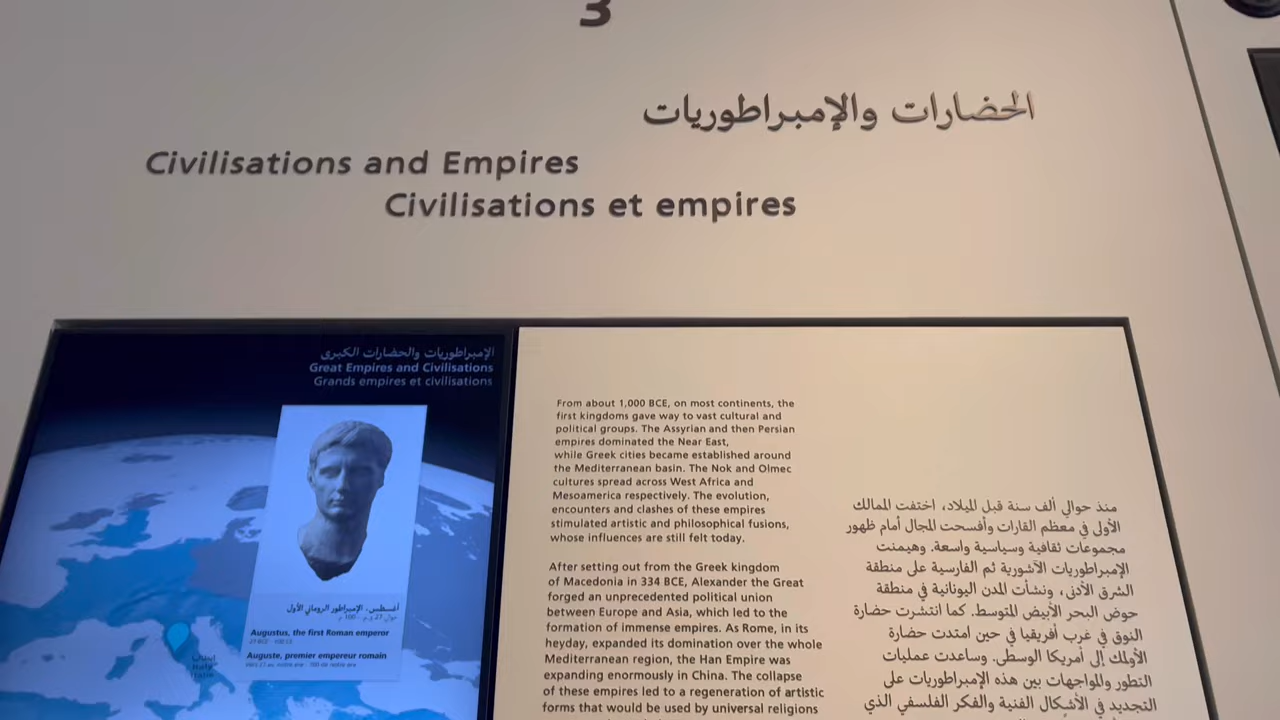 3
الحضارات والإمبراطوريات
Civilisations and Empires
Civilisations et empires
الإمبراطوريات والحضارات الكبرى
Great Empires and Civilisations
Grands empires et civilisations
أغسطس، الإمبراطور الروماني الأول
Augustus, the first Roman emperor
Auguste, premier empereur romain
Italy
Italie
From about 1,000 BCE, on most continents, the
first kingdoms gave way to vast cultural and
political groups. The Assyrian and then Persian
empires dominated the Near East,
while Greek cities became established around
the Mediterranean basin. The Nok and Olmec
cultures spread across West Africa and
Mesoamerica respectively. The evolution,
encounters and clashes of these empires
stimulated artistic and philosophical fusions,
whose influences are still felt today.
After setting out from the Greek kingdom
of Macedonia in 334 BCE, Alexander the Great
forged an unprecedented political union
between Europe and Asia, which led to the
formation of immense empires. As Rome, in its
heyday, expanded its domination over the whole
Mediterranean region, the Han Empire was
expanding enormously in China. The collapse
of these empires led to a regeneration of artistic
forms that would be used by universal religions
منذ حوالي ألف سنة قبل الميلاد، اختفت الممالك
الأولى في معظم القارات وأفسحت المجال أمام ظهور
مجموعات ثقافية وسياسية واسعة. وهيمنت
الإمبراطوريات الآشورية ثم الفارسية على منطقة
الشرق الأدنى، ونشأت المدن اليونانية في منطقة
حوض البحر الأبيض المتوسط. كما انتشرت حضارة
النوق في غرب أفريقيا في حين امتدت حضارة
الأولمك إلى أمريكا الوسطى. وساعدت عمليات
التطور والمواجهات بين هذه الإمبراطوريات على
التجديد في الأشكال الفنية والفكر الفلسفي الذي